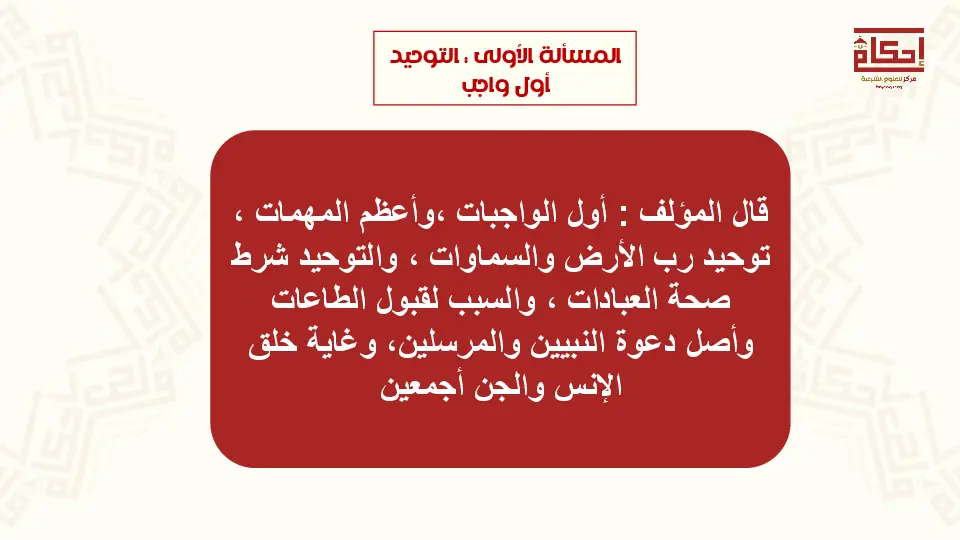 المسألة الأولى : التوحيد
أول واجب
إحكام
مركز للعلوم الشرعية
قال المؤلف : أول الواجبات ،وأعظم المهمات ،
توحيد رب الأرض والسماوات ، والتوحيد شرط
صحة العبادات ، والسبب لقبول الطاعات
وأصل دعوة النبيين والمرسلين، وغاية خلق
الإنس والجن أجمعين